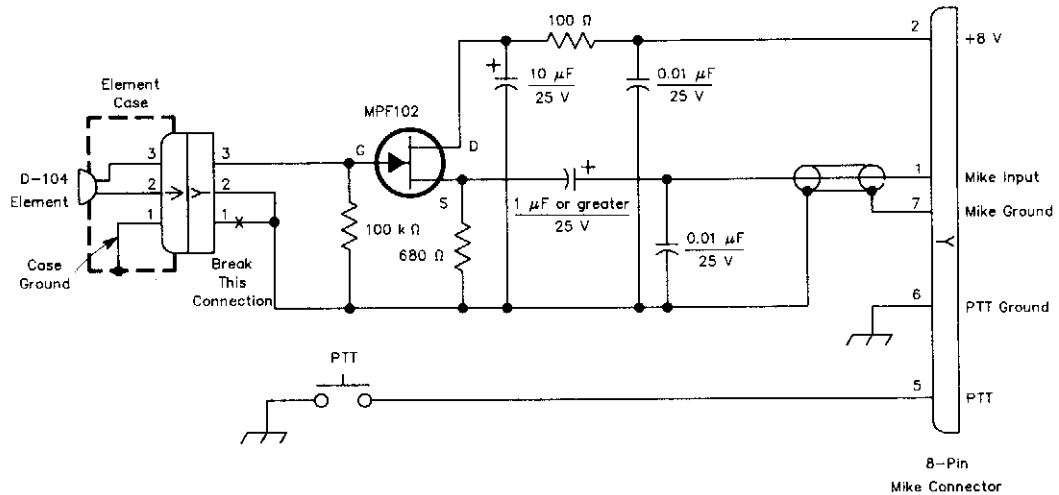 100 Ω
2
+8 V
+
10 µF
25 V
0.01 µF
25 V
Element
Case
MPF102
3
3
G
D
D-104
Element
2
2
S
+
1
Mike Input
1
1
1 µF or greater
25 V
7
Mike Ground
100 k Ω
680 Ω
0.01 µF
25 V
Case
Ground
Break
This
Connection
Y
6
PTT Ground
PTT
5
PTT
8-Pin
Mike Connector